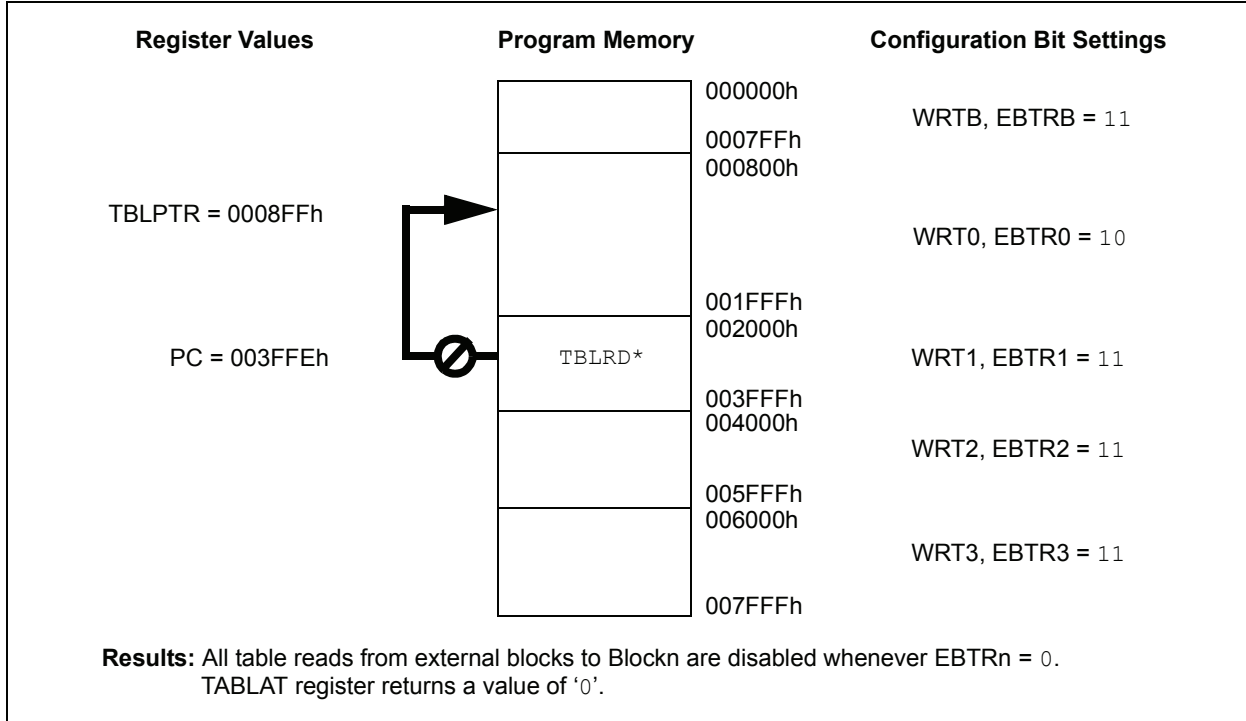 Register Values Program Memory Configuration Bit Settings
000000h
WRTB, EBTRB = 11
0007FFh
000800h
TBLPTR = 0008FFh
WRT0, EBTR0 = 10
001FFFh
002000h
PC = 003FFEh TBLRD* WRT1, EBTR1 = 11
003FFFh
004000h
WRT2, EBTR2 = 11
005FFFh
006000h
WRT3, EBTR3 = 11
007FFFh
Results: All table reads from external blocks to Blockn are disabled whenever EBTRn = 0.
TABLAT register returns a value of ‘0’.